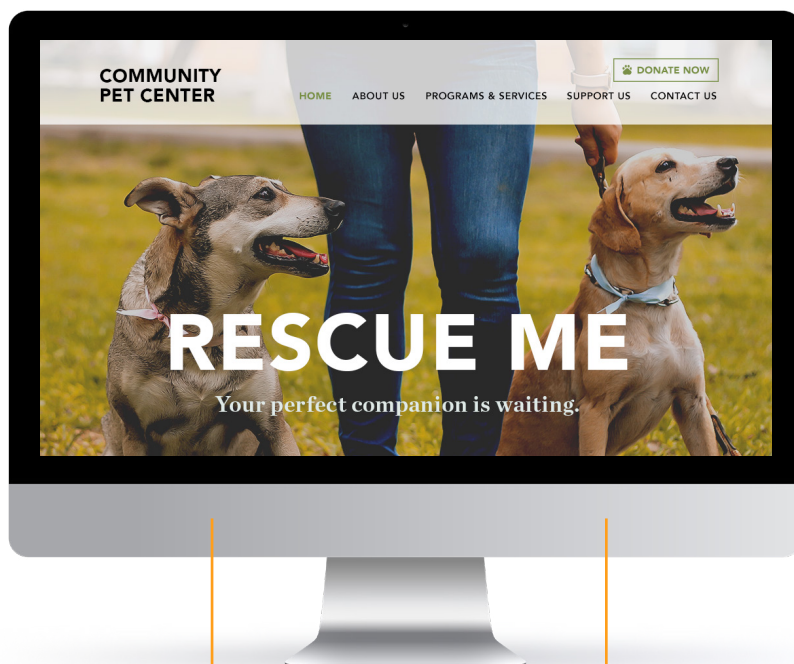 COMMUNITY
PET CENTER
DONATE NOW
HOME ABOUT US PROGRAMS & SERVICES SUPPORT US CONTACT US
RESCUE ME
Your perfect companion is waiting.